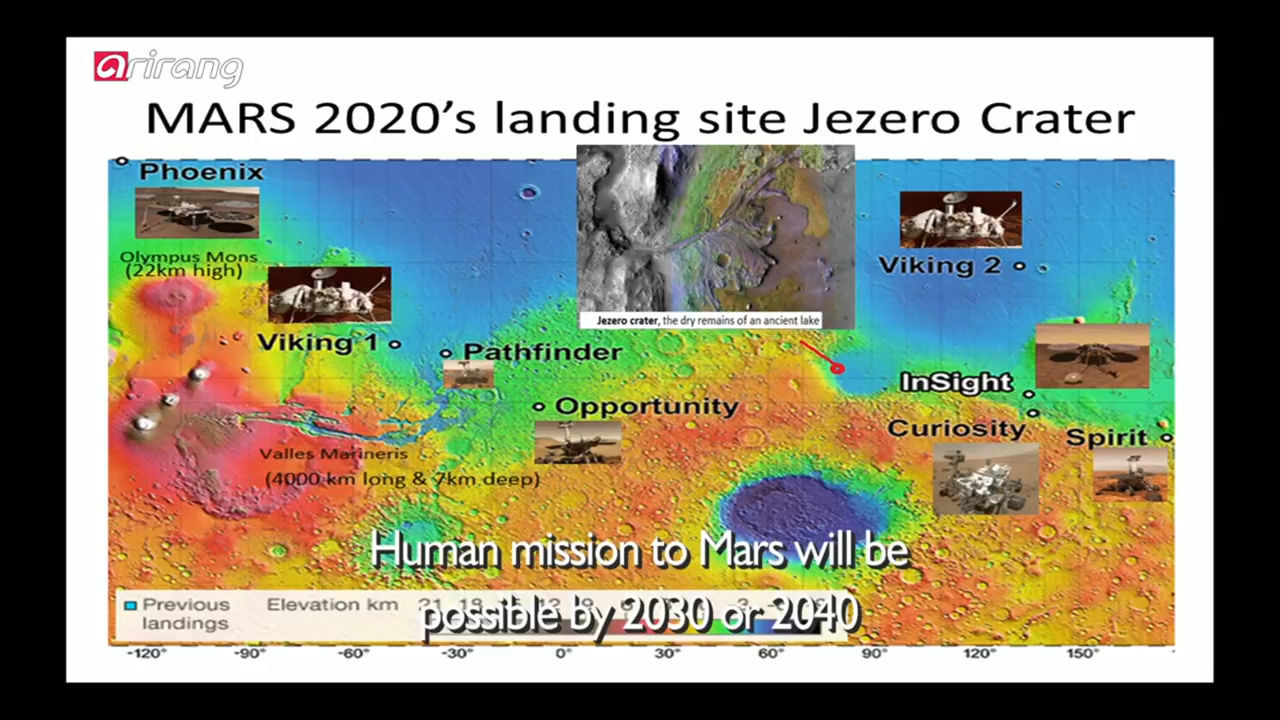 arirang
MARS 2020's landing site Jezero Crater
Phoenix
Olympus Mons
(22km high)
Viking 1
Pathfinder
Opportunity
Valles Marineris
(4000 km long & 7km deep)
Jezero crater, the dry remains of an ancient lake
Viking 2
InSight
Curiosity
Spirit
Human mission to Mars will be
possible by 2030 or 2040
Previous
landings
Elevation km
-120° -90° -60° -30° 0° 30° 60° 90° 120° 150°